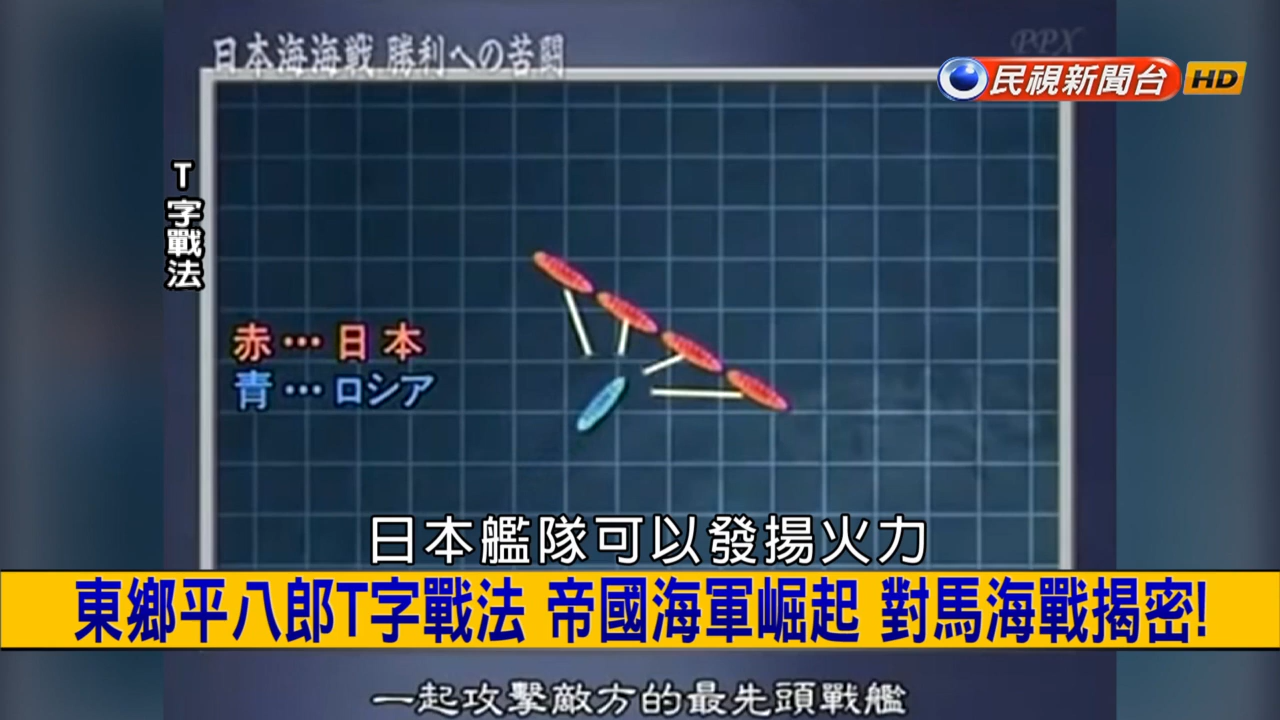 日本海海戦 勝利への苦闘
PPX
民視新聞台 HD
T字戰法
赤…日本
青…ロシア
日本艦隊可以發揚火力
東鄉平八郎T字戰法 帝國海軍崛起 對馬海戰揭密!
一起攻擊敵方的最先頭戰艦